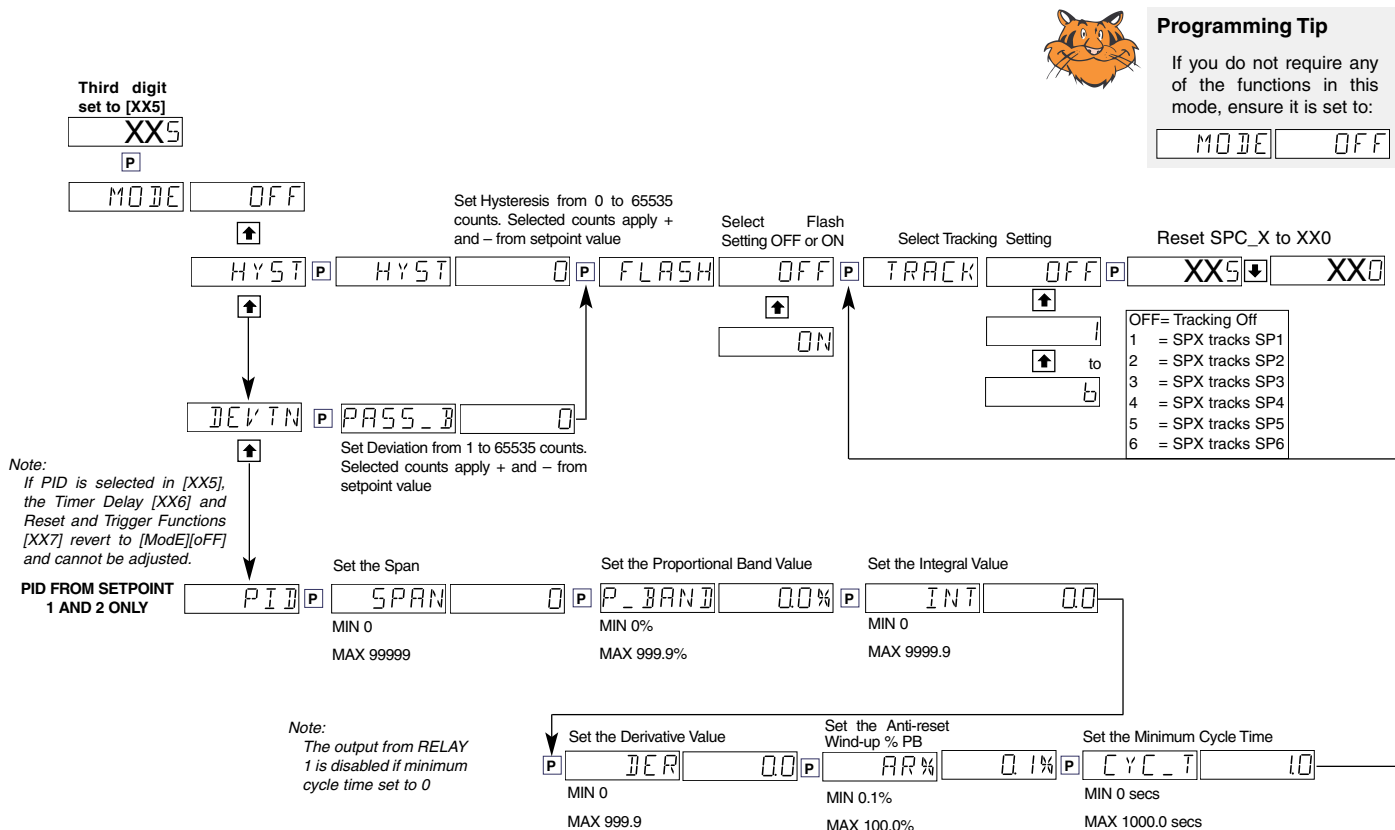 Programming Tip
If you do not require any
of the functions in this
mode, ensure it is set to:
MODE OFF
Third digit
set to [XX5]
XX5
P
MODE OFF
Set Hysteresis from 0 to 65535
counts. Selected counts apply +
and – from setpoint value
Select Flash
Setting OFF or ON
Select Tracking Setting
Reset SPC_X to XX0
HYST P HYST 0 P FLASH OFF P TRACK OFF P XX5 XX0
ON
1
to
6
OFF= Tracking Off
1 = SPX tracks SP1
2 = SPX tracks SP2
3 = SPX tracks SP3
4 = SPX tracks SP4
5 = SPX tracks SP5
6 = SPX tracks SP6
DEVTN P PASS_B 0
Set Deviation from 1 to 65535 counts.
Selected counts apply + and – from
setpoint value
Note:
If PID is selected in [XX5],
the Timer Delay [XX6] and
Reset and Trigger Functions
[XX7] revert to [ModE][oFF]
and cannot be adjusted.
PID FROM SETPOINT
1 AND 2 ONLY
Set the Span
Set the Proportional Band Value
Set the Integral Value
PID P SPAN 0 P P_BAND 0.0% P INT 0.0
MIN 0
MAX 99999
MIN 0%
MAX 999.9%
MIN 0
MAX 9999.9
Note:
The output from RELAY
1 is disabled if minimum
cycle time set to 0
Set the Derivative Value
Set the Anti-reset
Wind-up % PB
Set the Minimum Cycle Time
P DER 0.0 P AR% 0.1% P CYC_T 1.0
MIN 0
MAX 999.9
MIN 0.1%
MAX 100.0%
MIN 0 secs
MAX 1000.0 secs